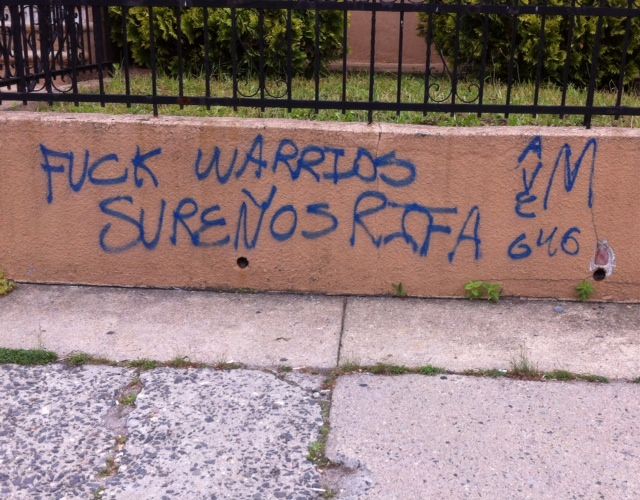 FUCK WARRIOS
SUREÑOS RIFA
AVE M
646